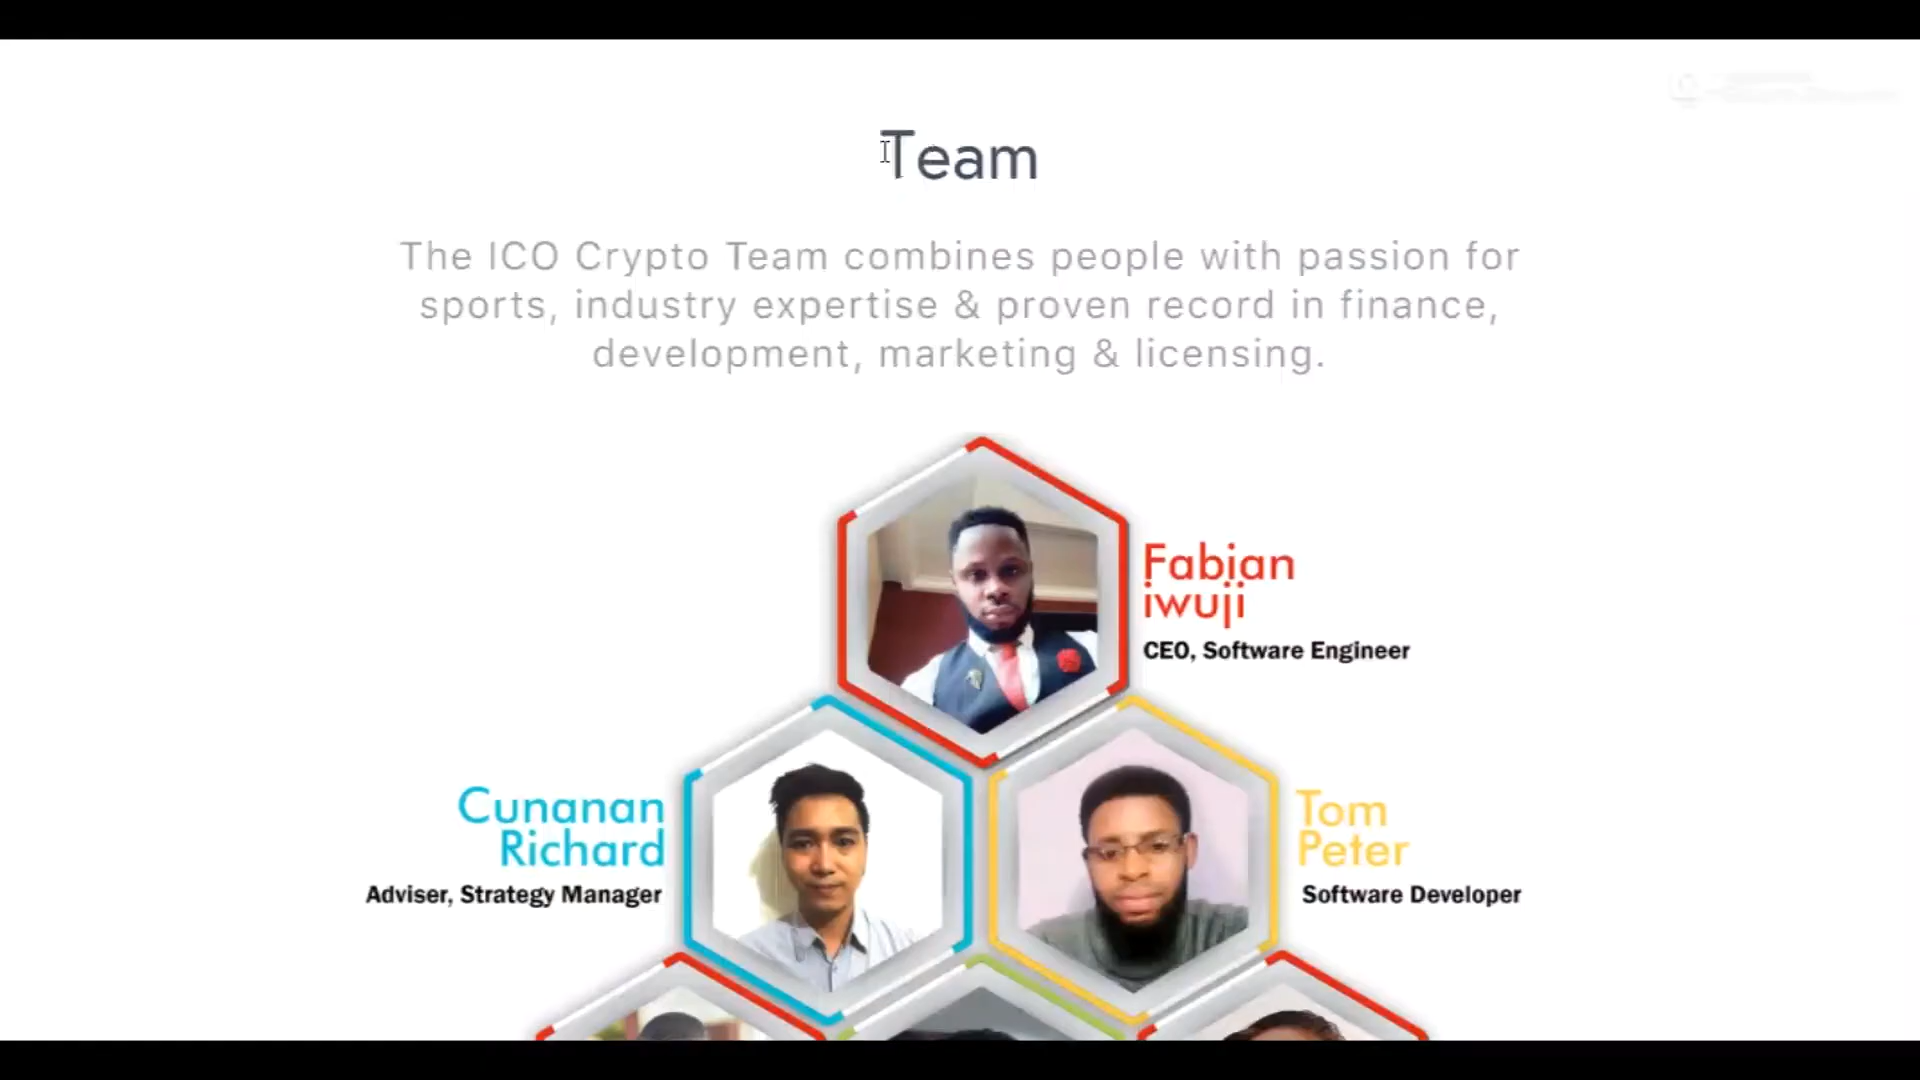 Team
The ICO Crypto Team combines people with passion for
sports, industry expertise & proven record in finance,
development, marketing & licensing.
Fabian
iwuji
CEO, Software Engineer
Cunanan
Richard
Adviser, Strategy Manager
Tom
Peter
Software Developer